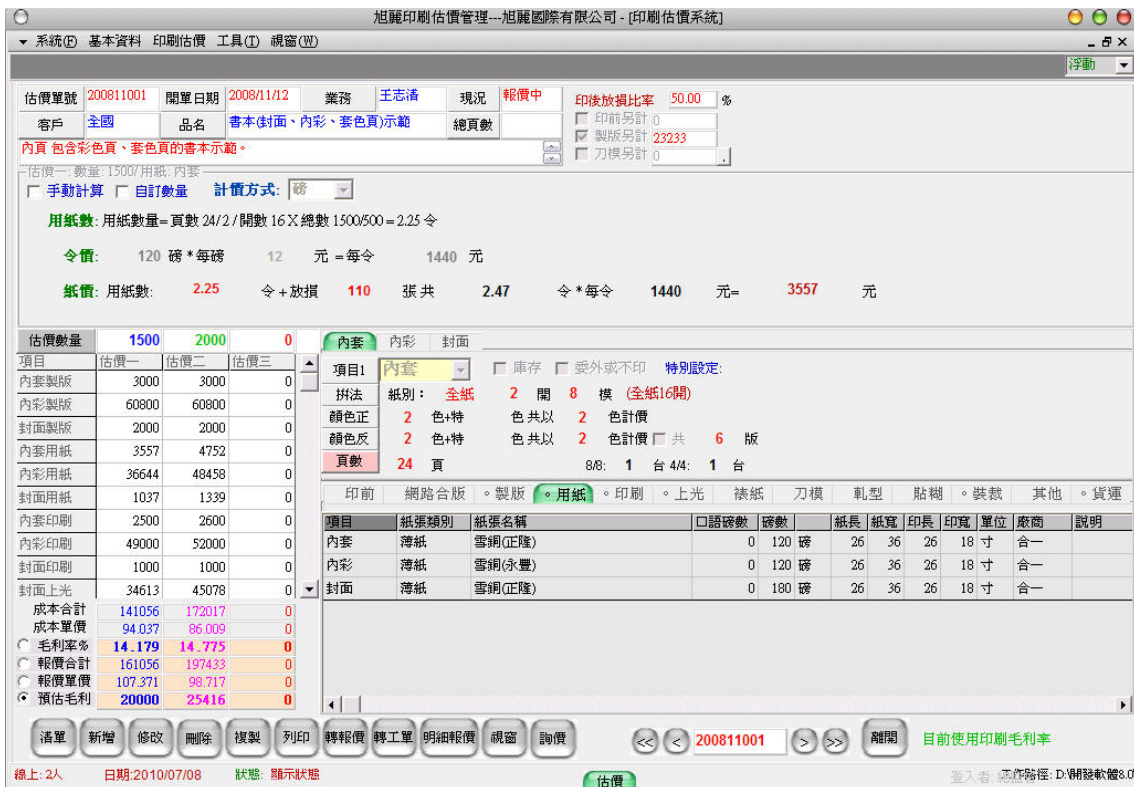 旭麗印刷估價管理---旭麗國際有限公司 - [印刷估價系統]
系統(F) 基本資料 印刷估價 工具(I) 視窗(W)
浮動
估價單號 200811001 開單日期 2008/11/12 業務 王志清 現況 報價中 印後放損比率 50.00 %
客戶 全國 品名 書本(封面、內彩、套色頁)示範 總頁數 印前另計 0
製版另計 23233
內頁 包含彩色頁、套色頁的書本示範。 刀模另計 0 .
估價一: 數量: 1500/用紙: 內套
手動計算 自訂數量 計價方式: 磅
用紙數: 用紙數量= 頁數 24/2 / 開數 16 X 總數 1500/500 = 2.25 令
令價: 120 磅 * 每磅 12 元 = 每令 1440 元
紙價: 用紙數: 2.25 令 + 放損 110 張 共 2.47 令 * 每令 1440 元= 3557 元
估價數量 1500 2000 0
項目 估價一 估價二 估價三
內套製版 3000 3000 0
內彩製版 60800 60800 0
封面製版 2000 2000 0
內套用紙 3557 4752 0
內彩用紙 36644 48458 0
封面用紙 1037 1339 0
內套印刷 2500 2600 0
內彩印刷 49000 52000 0
封面印刷 1000 1000 0
封面上光 34613 45078 0
成本合計 141056 172017 0
成本單價 94.037 86.009 0
毛利率% 14.179 14.775 0
報價合計 161056 197433 0
報價單價 107.371 98.717 0
預估毛利 20000 25416 0
內套 內彩 封面
項目1 內套 庫存 委外或不印 特別設定:
拼法 紙別: 全紙 2 開 8 模 (全紙16開)
顏色正 2 色+特 色 共以 2 色計價
顏色反 2 色+特 色 共以 2 色計價 共 6 版
頁數 24 頁 8/8: 1 台 4/4: 1 台
印前 網路合版 ◦製版 ◦用紙 ◦印刷 ◦上光 裱紙 刀模 軋型 貼糊 ◦裝裁 其他 ◦貨運
項目 紙張類別 紙張名稱 口語磅數 磅數 紙長 紙寬 印長 印寬 單位 廠商 說明
內套 薄紙 雪銅(正隆) 0 120 磅 26 36 26 18 寸 合一
內彩 薄紙 雪銅(永豐) 0 120 磅 26 36 26 18 寸 合一
封面 薄紙 雪銅(正隆) 0 180 磅 26 36 26 18 寸 合一
清單 新增 修改 刪除 複製 列印 轉報價 轉工單 明細報價 視窗 詢價 << < 200811001 > >> 離開 目前使用印刷毛利率
線上: 2人 日期:2010/07/08 狀態: 顯示狀態 估價 登入者: 工作路徑: D:\開發軟體8.0